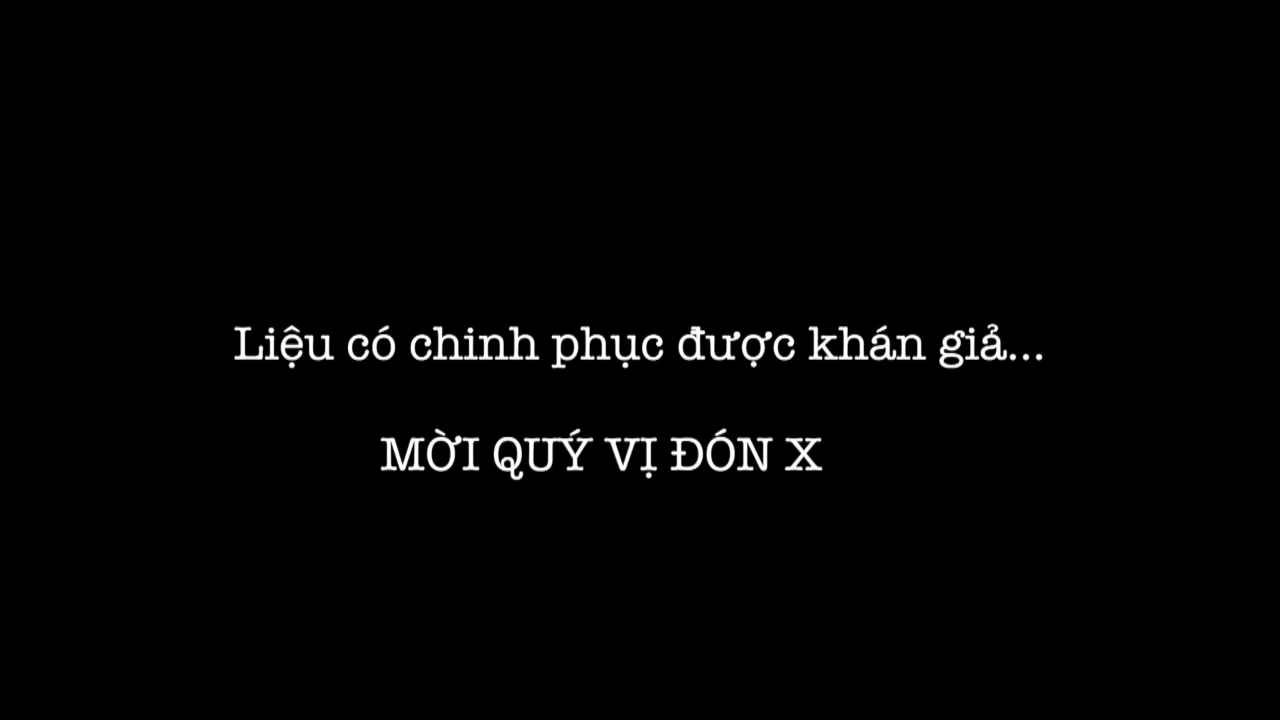 Liệu có chinh phục được khán giả...
MỜI QUÝ VỊ ĐÓN X